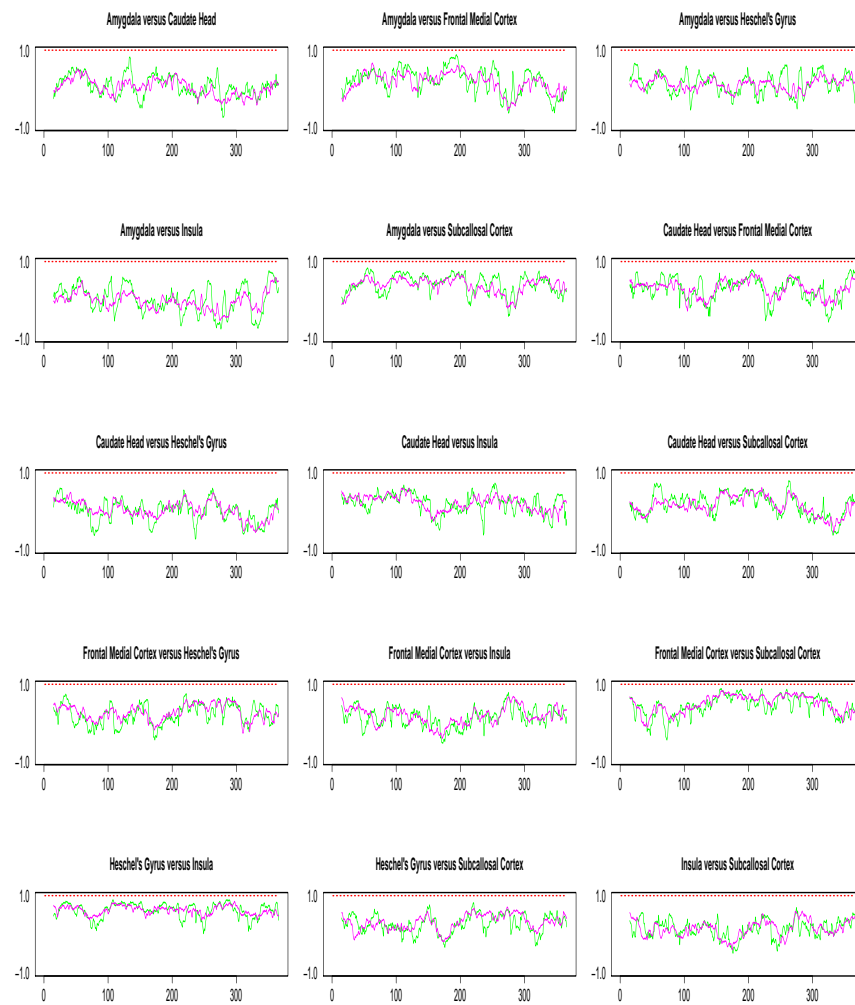 Amygdala versus Caudate Head
1.0
−1.0
0 100 200 300
Amygdala versus Frontal Medial Cortex
1.0
−1.0
0 100 200 300
Amygdala versus Heschel's Gyrus
1.0
−1.0
0 100 200 300
Amygdala versus Insula
1.0
−1.0
0 100 200 300
Amygdala versus Subcallosal Cortex
1.0
−1.0
0 100 200 300
Caudate Head versus Frontal Medial Cortex
1.0
−1.0
0 100 200 300
Caudate Head versus Heschel's Gyrus
1.0
−1.0
0 100 200 300
Caudate Head versus Insula
1.0
−1.0
0 100 200 300
Caudate Head versus Subcallosal Cortex
1.0
−1.0
0 100 200 300
Frontal Medial Cortex versus Heschel's Gyrus
1.0
−1.0
0 100 200 300
Frontal Medial Cortex versus Insula
1.0
−1.0
0 100 200 300
Frontal Medial Cortex versus Subcallosal Cortex
1.0
−1.0
0 100 200 300
Heschel's Gyrus versus Insula
1.0
−1.0
0 100 200 300
Heschel's Gyrus versus Subcallosal Cortex
1.0
−1.0
0 100 200 300
Insula versus Subcallosal Cortex
1.0
−1.0
0 100 200 300